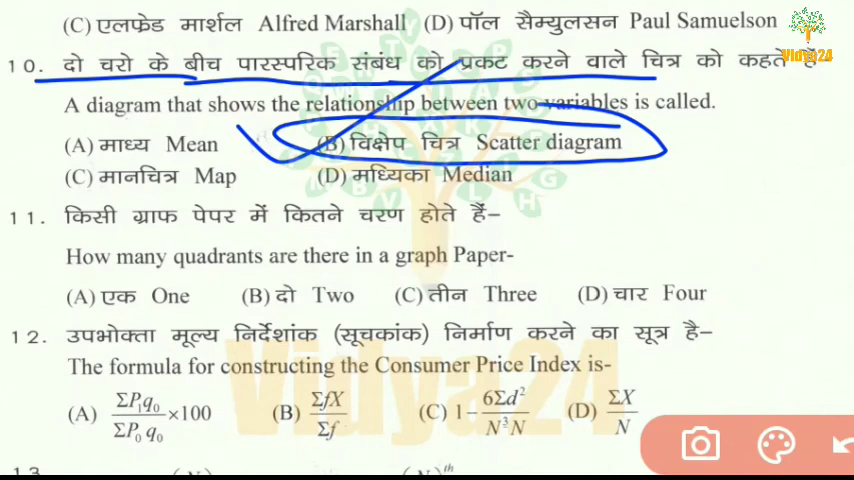 (C) एलफ्रेड मार्शल Alfred Marshall (D) पॉल सैम्युलसन Paul Samuelson
Vidya24
10. दो चरो के बीच पारस्परिक संबंध को प्रकट करने वाले चित्र को कहते हैं
A diagram that shows the relationship between two variables is called.
(A) माध्य Mean (B) विक्षेप चित्र Scatter diagram
(C) मानचित्र Map (D) मध्यिका Median
11. किसी ग्राफ पेपर में कितने चरण होते हैं–
How many quadrants are there in a graph Paper-
(A) एक One (B) दो Two (C) तीन Three (D) चार Four
12. उपभोक्ता मूल्य निर्देशांक (सूचकांक) निर्माण करने का सूत्र है–
The formula for constructing the Consumer Price Index is-
(A) ΣP₁q₀/ΣP₀ q₀ ×100 (B) ΣfX/Σf (C) 1− 6Σd²/N³N (D) ΣX/N
Vidya24